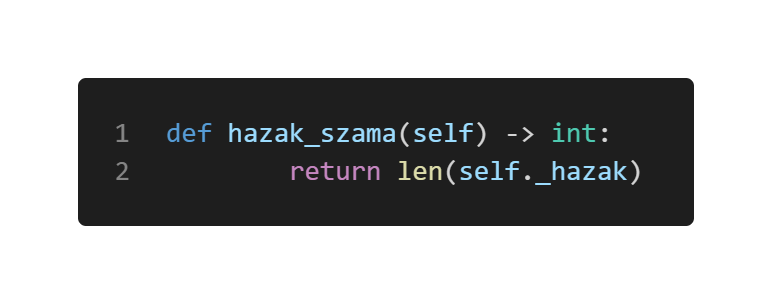 1 def hazak_szama(self) -> int:
2         return len(self._hazak)